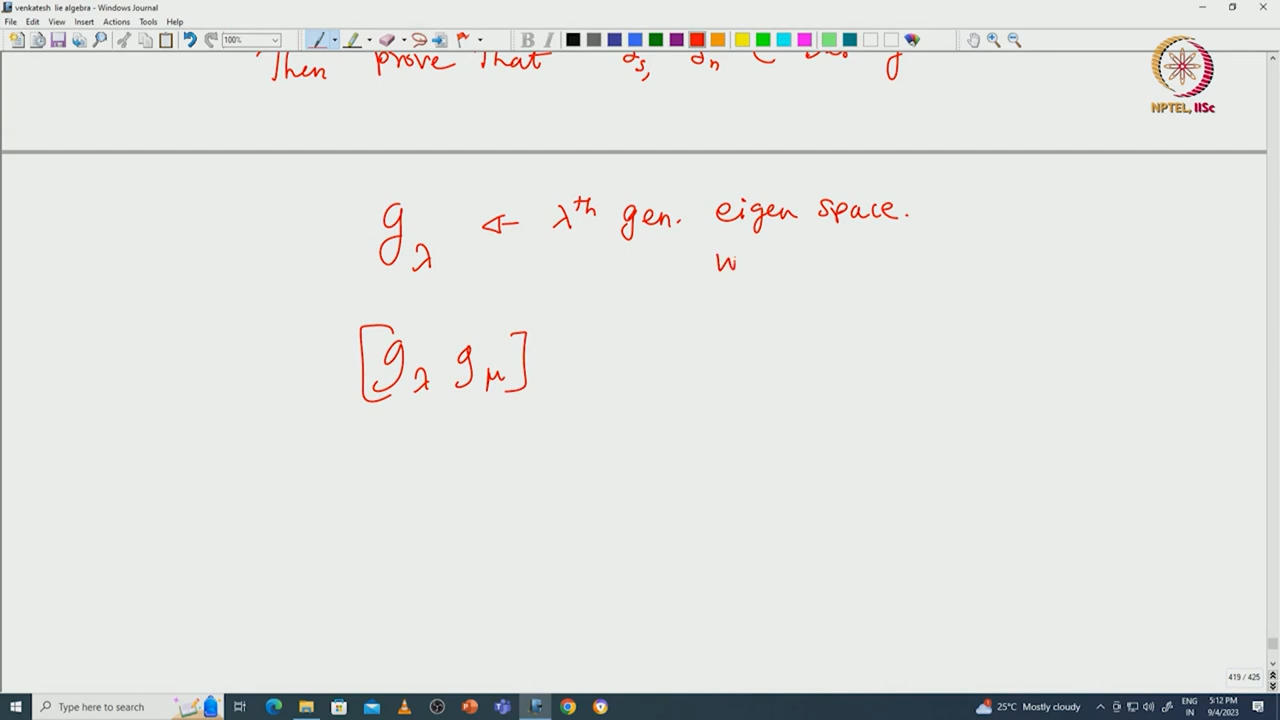 venkatesh lie algebra - Windows Journal
File Edit View Insert Actions Tools Help
100%
B I
Then prove that ∂s, ∂n g
NPTEL, IISc
g_λ ← λ^th gen. eigen space.
w
[g_λ g_μ]
419 / 425
Type here to search
25°C Mostly cloudy
ENG
IN
5:12 PM
9/4/2023